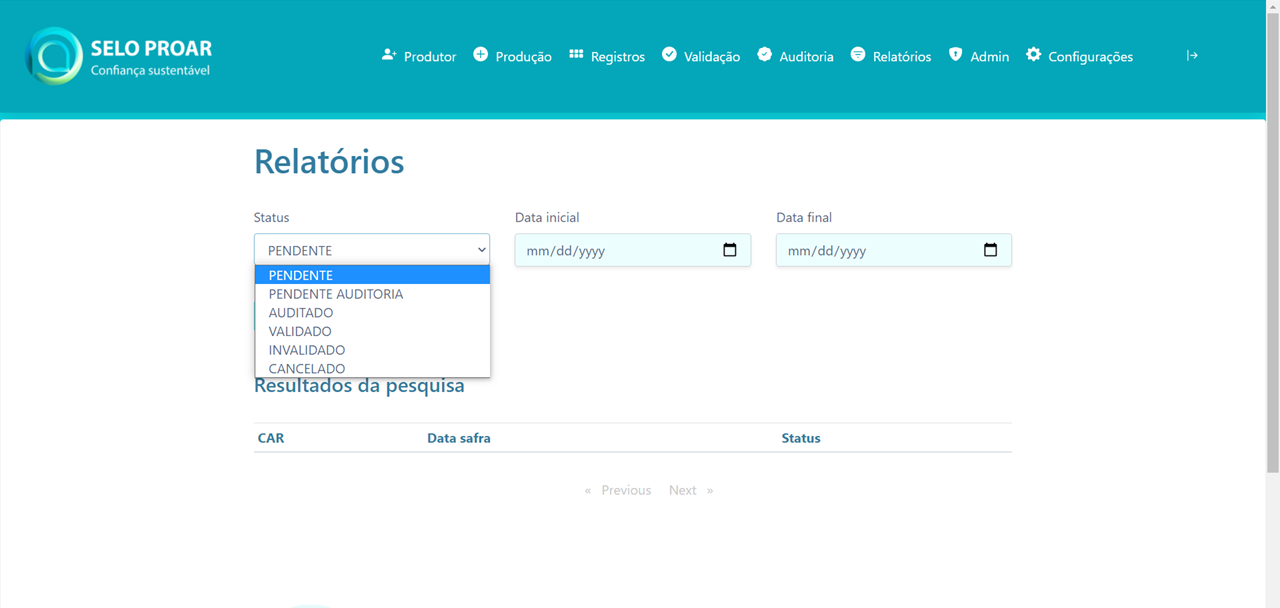 SELO PROAR
Confiança sustentável
Produtor Produção Registros Validação Auditoria Relatórios Admin Configurações
Relatórios
Status Data inicial Data final
PENDENTE mm/dd/yyyy mm/dd/yyyy
PENDENTE
PENDENTE AUDITORIA
AUDITADO
VALIDADO
INVALIDADO
CANCELADO
Resultados da pesquisa
CAR Data safra Status
« Previous Next »